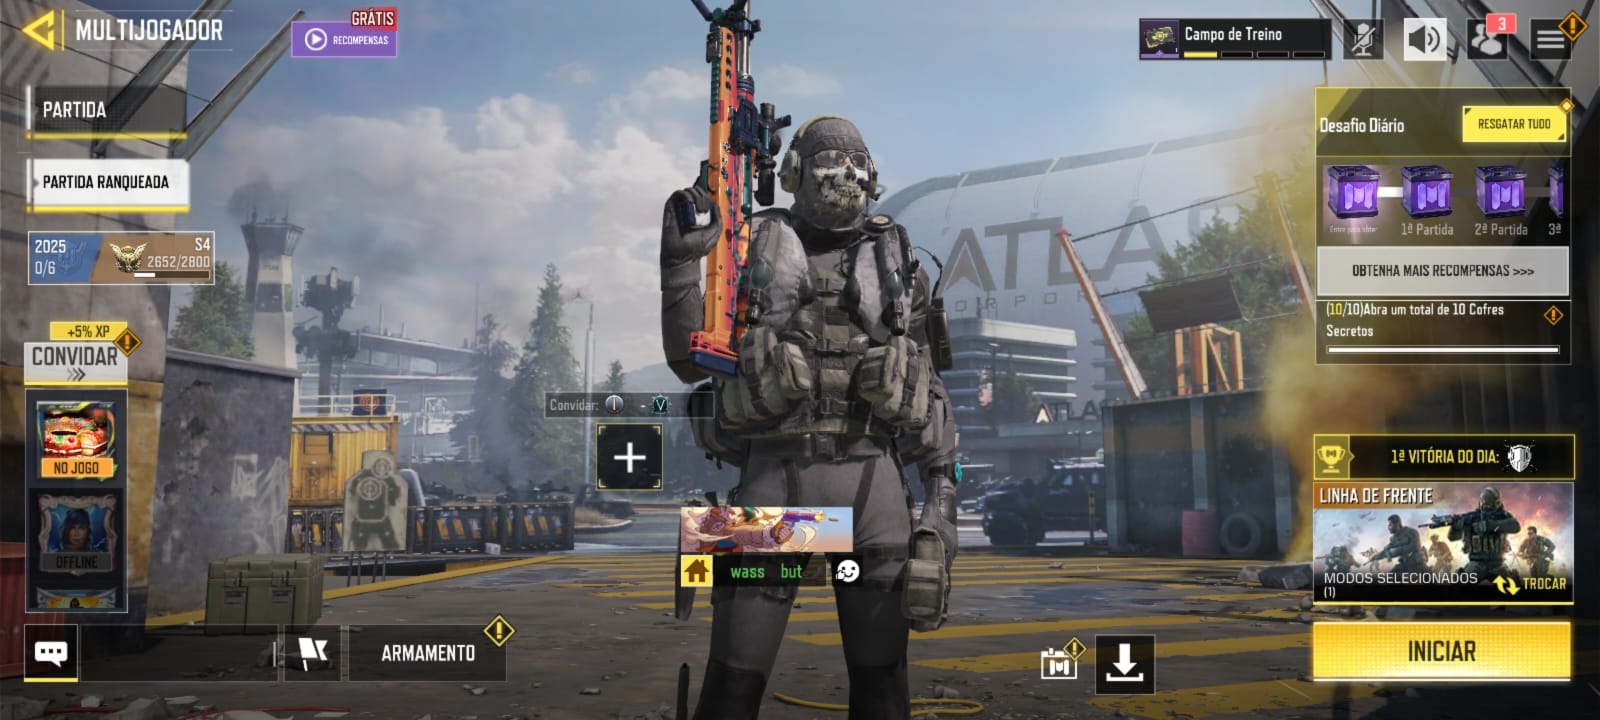 MULTIJOGADOR
GRÁTIS
RECOMPENSAS
Campo de Treino
3
PARTIDA
PARTIDA RANQUEADA
2025
0/6
S4
2652/2800
+5% XP
CONVIDAR
NO JOGO
OFFLINE
Convidar: -
wass but
ARMAMENTO
Desafio Diário
RESGATAR TUDO
1ª Partida
2ª Partida
3ª
OBTENHA MAIS RECOMPENSAS >>>
(10/10)Abra um total de 10 Cofres
Secretos
1ª VITÓRIA DO DIA:
LINHA DE FRENTE
MODOS SELECIONADOS
(1)
TROCAR
INICIAR
ATLAS